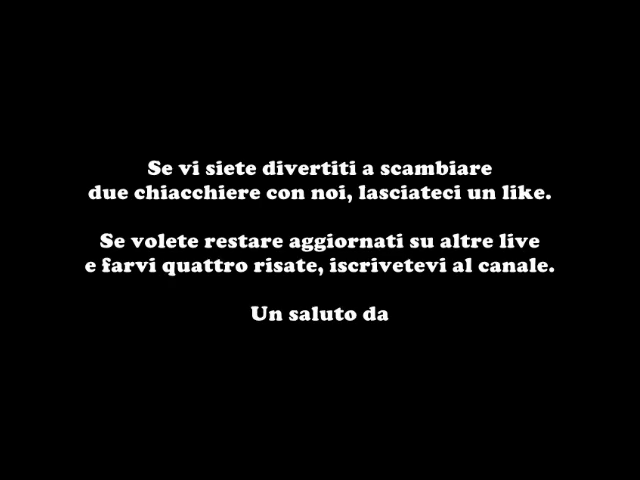 Se vi siete divertiti a scambiare
due chiacchiere con noi, lasciateci un like.
Se volete restare aggiornati su altre live
e farvi quattro risate, iscrivetevi al canale.
Un saluto da